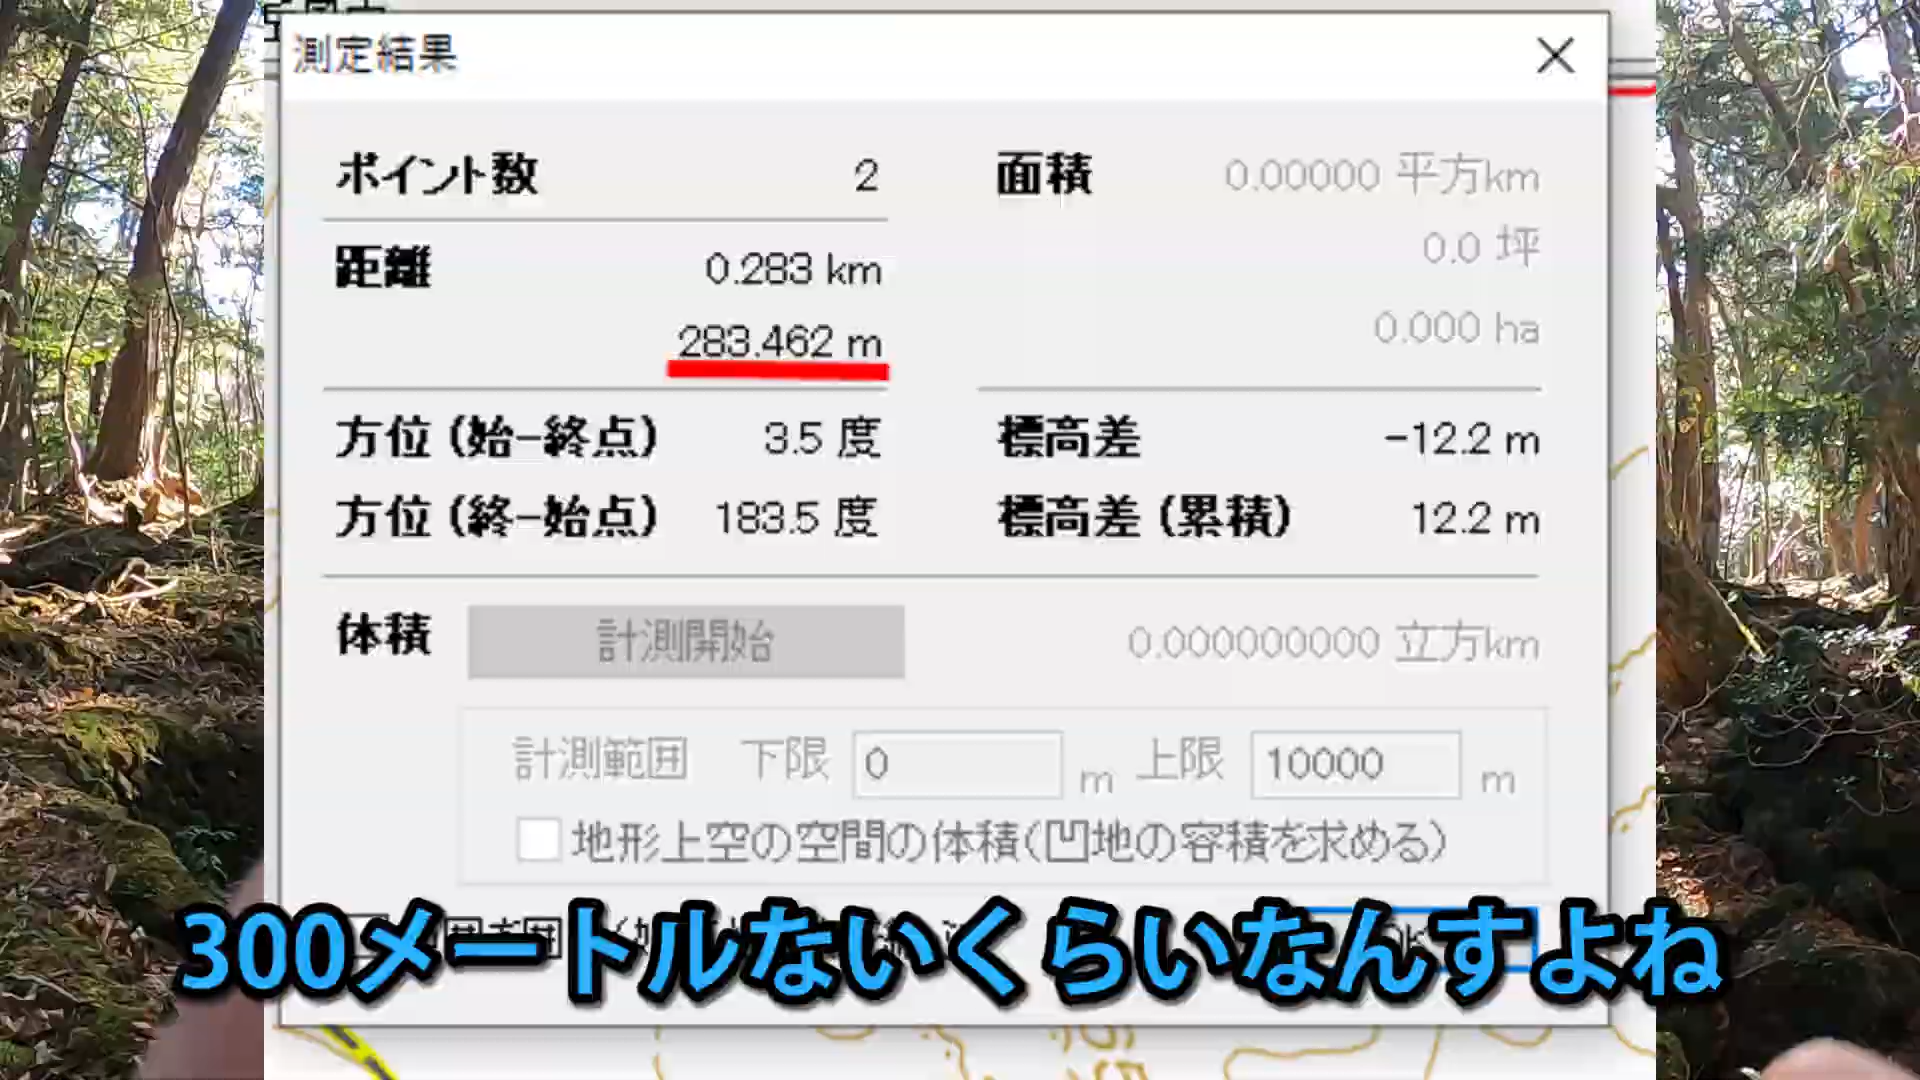 測定結果
ポイント数 2
距離 0.283 km
283.462 m
方位（始-終点） 3.5 度
方位（終-始点） 183.5 度
面積 0.00000 平方km
0.0 坪
0.000 ha
標高差 -12.2 m
標高差（累積） 12.2 m
体積 計測開始 0.000000000 立方km
計測範囲 下限 0 m 上限 10000 m
地形上空の空間の体積（凹地の容積を求める）
300メートルないくらいなんすよね